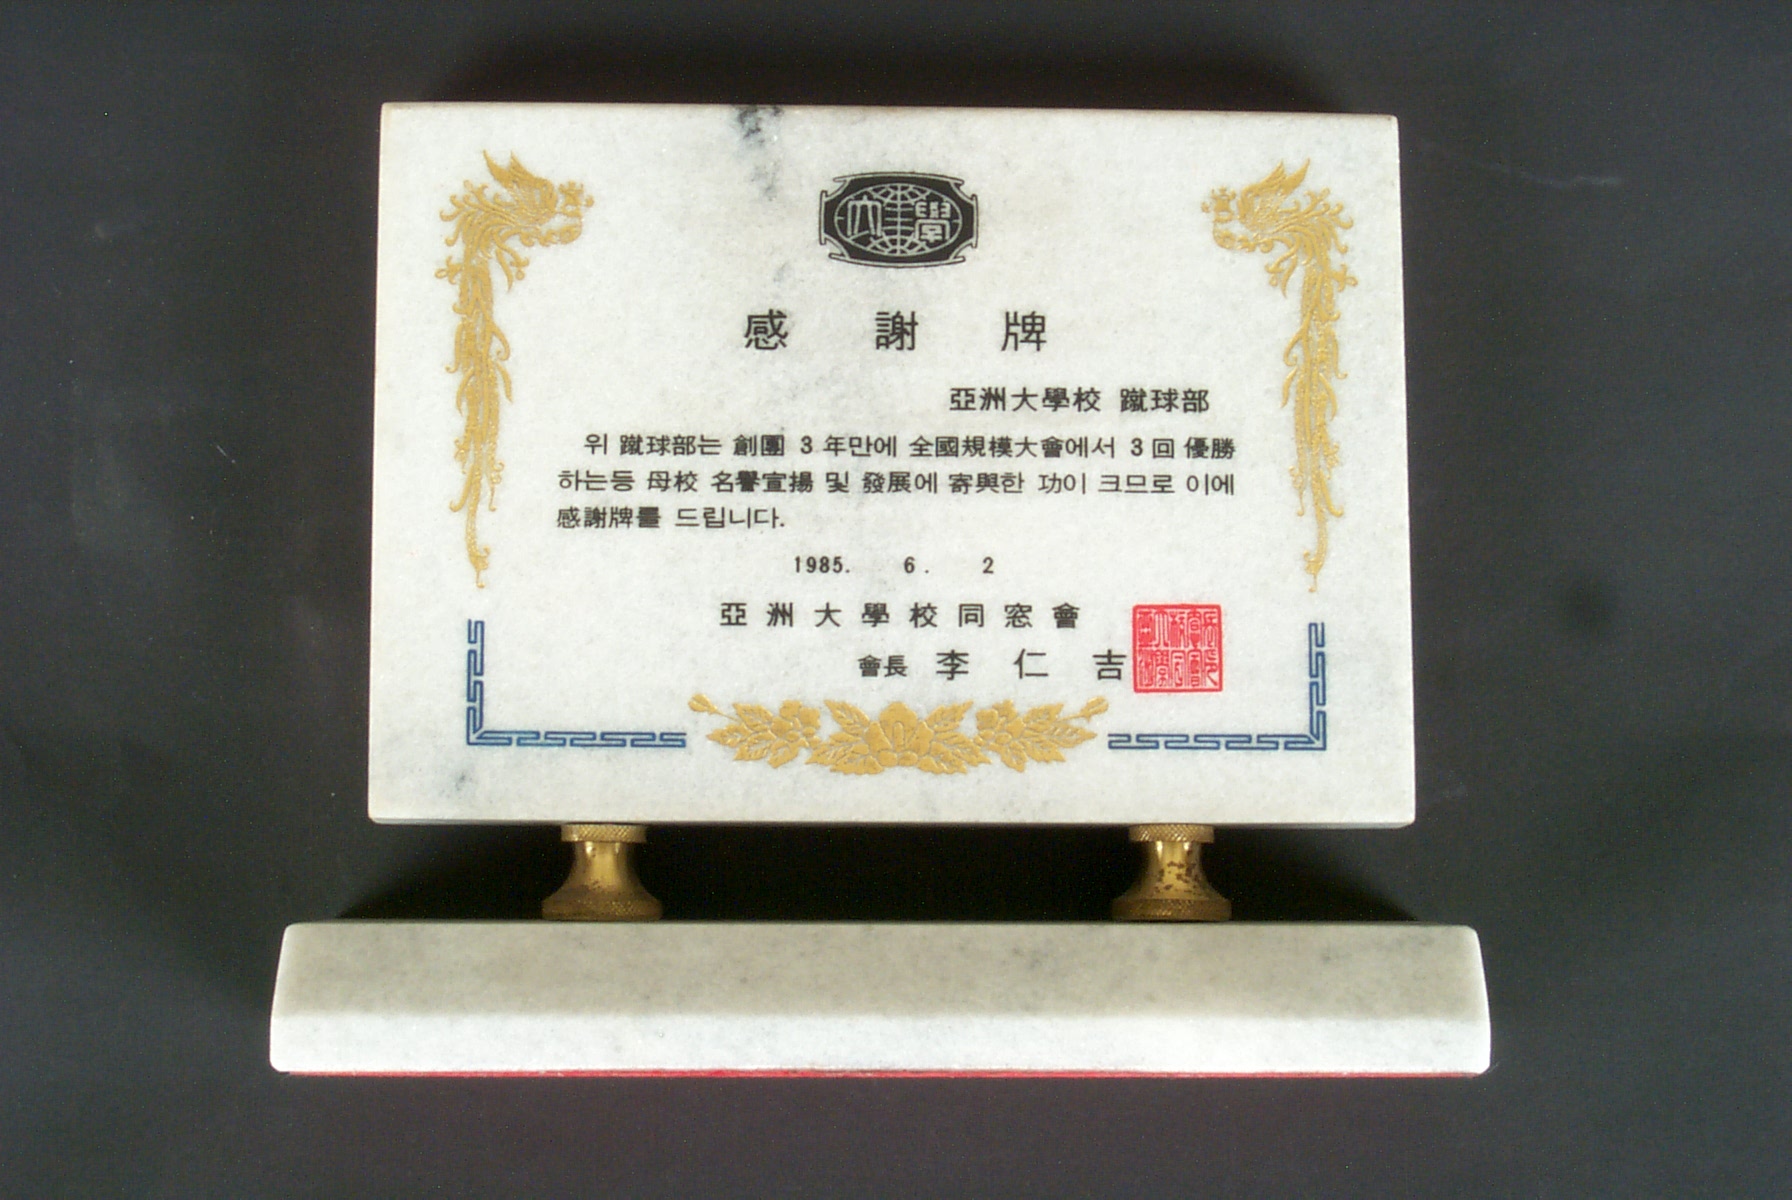 大亞學
感謝牌
亞洲大學校 蹴球部
위 蹴球部는 創團 3 年만에 全國規模大會에서 3 回 優勝
하는등 母校 名譽宣揚 및 發展에 寄與한 功이 크므로 이에
感謝牌를 드립니다.
1985. 6. 2
亞洲大學校同窓會
會長 李仁吉